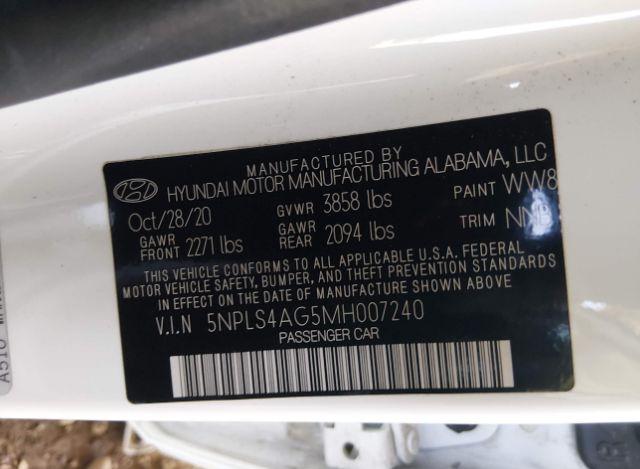 MANUFACTURED BY
HYUNDAI MOTOR MANUFACTURING ALABAMA, LLC
Oct/28/20 GVWR 3858 lbs PAINT WW8
GAWR FRONT 2271 lbs GAWR REAR 2094 lbs TRIM NNB
THIS VEHICLE CONFORMS TO ALL APPLICABLE U.S.A. FEDERAL
MOTOR VEHICLE SAFETY, BUMPER, AND THEFT PREVENTION STANDARDS
IN EFFECT ON THE DATE OF MANUFACTURE SHOWN ABOVE
V.I.N 5NPLS4AG5MH007240
PASSENGER CAR
A510